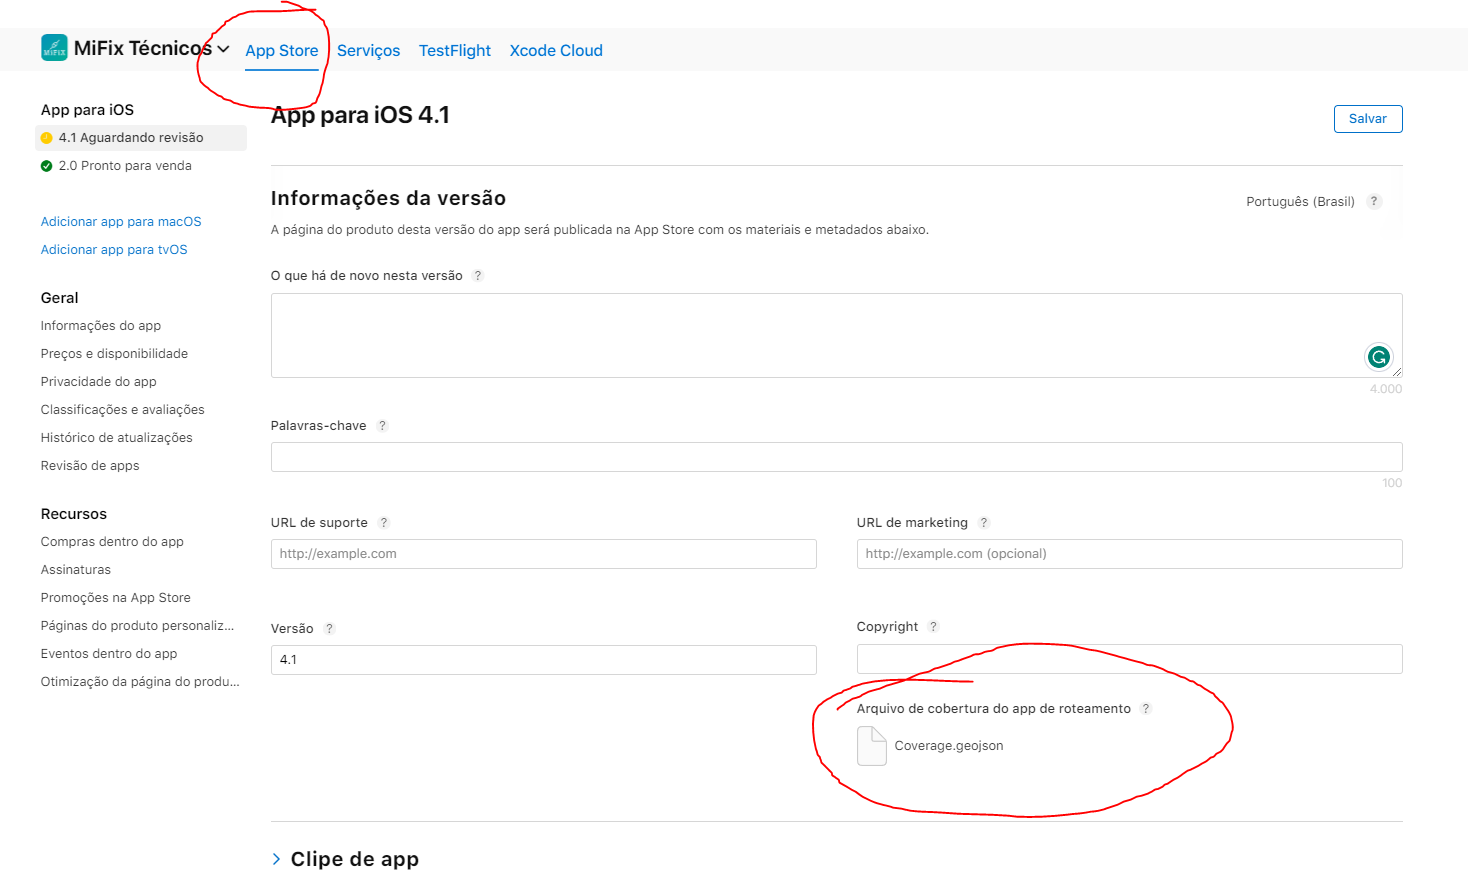 MiFix Técnicos
App Store
Serviços
TestFlight
Xcode Cloud
App para iOS
4.1 Aguardando revisão
2.0 Pronto para venda
Adicionar app para macOS
Adicionar app para tvOS
Geral
Informações do app
Preços e disponibilidade
Privacidade do app
Classificações e avaliações
Histórico de atualizações
Revisão de apps
Recursos
Compras dentro do app
Assinaturas
Promoções na App Store
Páginas do produto personaliz...
Eventos dentro do app
Otimização da página do produ...
App para iOS 4.1
Salvar
Informações da versão
Português (Brasil) ?
A página do produto desta versão do app será publicada na App Store com os materiais e metadados abaixo.
O que há de novo nesta versão ?
4.000
Palavras-chave ?
100
URL de suporte ?
http://example.com
URL de marketing ?
http://example.com (opcional)
Versão ?
4.1
Copyright ?
Arquivo de cobertura do app de roteamento ?
Coverage.geojson
Clipe de app